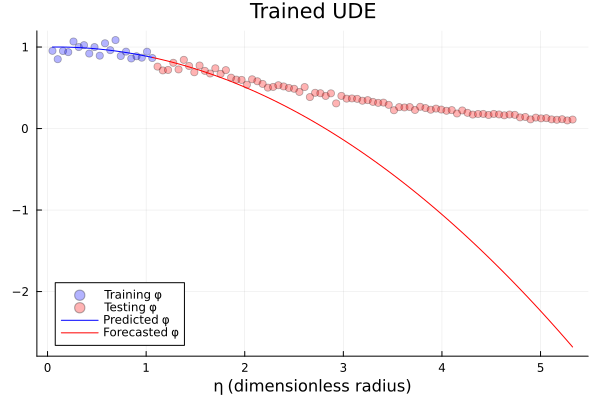 Trained UDE
1
0
−1
−2
Training φ
Testing φ
Predicted φ
Forecasted φ
0
1
2
3
4
5
η (dimensionless radius)